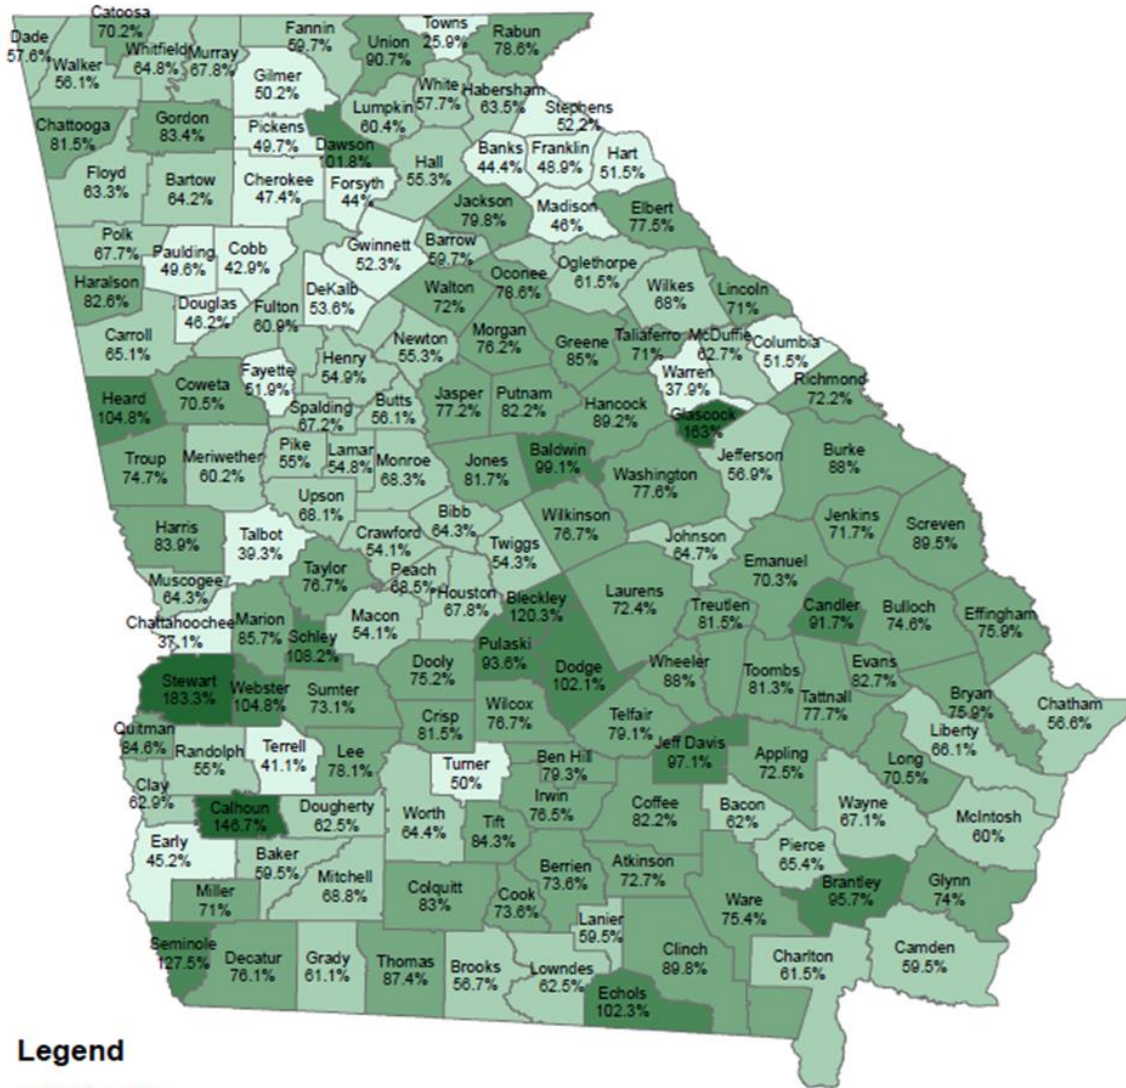 Catoosa
70.2%
Dade
57.6%
Whitfield
64.8%
Murray
67.8%
Fannin
59.7%
Towns
25.9%
Union
90.7%
Rabun
78.6%
Walker
56.1%
Gilmer
50.2%
White
57.7%
Habersham
63.5%
Lumpkin
60.4%
Stephens
52.2%
Chattooga
81.5%
Gordon
83.4%
Pickens
49.7%
Dawson
101.8%
Banks
44.4%
Franklin
48.9%
Hart
51.5%
Floyd
63.3%
Bartow
64.2%
Cherokee
47.4%
Forsyth
44%
Hall
55.3%
Jackson
79.8%
Madison
46%
Elbert
77.5%
Polk
67.7%
Paulding
49.6%
Cobb
42.9%
Gwinnett
52.3%
Barrow
59.7%
Oglethorpe
61.5%
Oconee
78.6%
Haralson
82.6%
Douglas
46.2%
Fulton
60.9%
DeKalb
53.6%
Walton
72%
Wilkes
68%
Lincoln
71%
Carroll
65.1%
Newton
55.3%
Morgan
76.2%
Greene
85%
Taliaferro
71%
McDuffie
62.7%
Columbia
51.5%
Henry
54.9%
Fayette
51.9%
Warren
37.9%
Richmond
72.2%
Heard
104.8%
Coweta
70.5%
Spalding
67.2%
Butts
56.1%
Jasper
77.2%
Putnam
82.2%
Hancock
89.2%
Glascock
163%
Troup
74.7%
Meriwether
60.2%
Pike
55%
Lamar
54.8%
Monroe
68.3%
Jones
81.7%
Baldwin
99.1%
Washington
77.6%
Jefferson
56.9%
Burke
88%
Upson
68.1%
Harris
83.9%
Talbot
39.3%
Crawford
54.1%
Bibb
64.3%
Twiggs
54.3%
Wilkinson
76.7%
Johnson
64.7%
Jenkins
71.7%
Screven
89.5%
Emanuel
70.3%
Muscogee
64.3%
Taylor
76.7%
Peach
68.5%
Houston
67.8%
Bleckley
120.3%
Laurens
72.4%
Treutlen
81.5%
Candler
91.7%
Bulloch
74.6%
Effingham
75.9%
Chattahoochee
37.1%
Marion
85.7%
Schley
108.2%
Macon
54.1%
Pulaski
93.6%
Dodge
102.1%
Stewart
183.3%
Webster
104.8%
Sumter
73.1%
Dooly
75.2%
Wheeler
88%
Toombs
81.3%
Evans
82.7%
Tattnall
77.7%
Bryan
75.9%
Chatham
56.6%
Crisp
81.5%
Wilcox
76.7%
Telfair
79.1%
Liberty
66.1%
Quitman
84.6%
Randolph
55%
Terrell
41.1%
Lee
78.1%
Turner
50%
Ben Hill
79.3%
Jeff Davis
97.1%
Appling
72.5%
Long
70.5%
Clay
62.9%
Calhoun
146.7%
Dougherty
62.5%
Worth
64.4%
Irwin
76.5%
Tift
84.3%
Coffee
82.2%
Bacon
62%
Wayne
67.1%
McIntosh
60%
Early
45.2%
Baker
59.5%
Mitchell
68.8%
Pierce
65.4%
Miller
71%
Colquitt
83%
Cook
73.6%
Berrien
73.6%
Atkinson
72.7%
Ware
75.4%
Brantley
95.7%
Glynn
74%
Lanier
59.5%
Seminole
127.5%
Decatur
76.1%
Grady
61.1%
Thomas
87.4%
Brooks
56.7%
Lowndes
62.5%
Clinch
89.8%
Echols
102.3%
Charlton
61.5%
Camden
59.5%
Legend